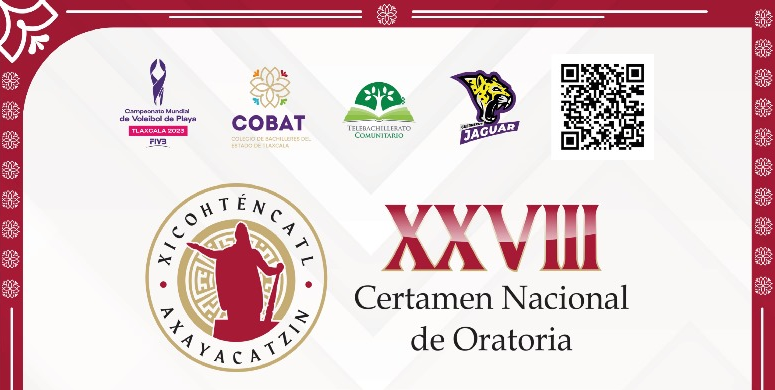 Campeonato Mundial
de Voleibol de Playa
TLAXCALA 2023
FIVB
COBAT
COLEGIO DE BACHILLERES DEL
ESTADO DE TLAXCALA
TELEBACHILLERATO
COMUNITARIO
JAGUAR
XICOHTÉNCATL
AXAYACATZIN
XXVIII
Certamen Nacional
de Oratoria